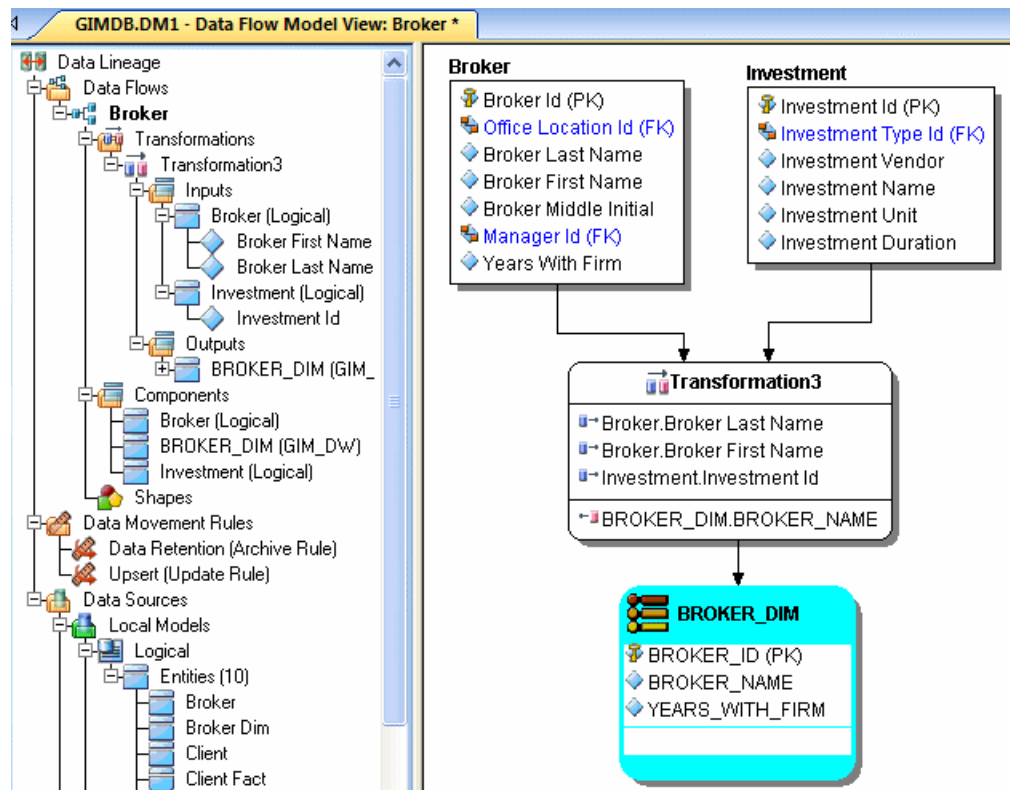 GIMDB.DM1 - Data Flow Model View: Broker *
Data Lineage
Data Flows
Broker
Transformations
Transformation3
Inputs
Broker (Logical)
Broker First Name
Broker Last Name
Investment (Logical)
Investment Id
Outputs
BROKER_DIM (GIM_
Components
Broker (Logical)
BROKER_DIM (GIM_DW)
Investment (Logical)
Shapes
Data Movement Rules
Data Retention (Archive Rule)
Upsert (Update Rule)
Data Sources
Local Models
Logical
Entities (10)
Broker
Broker Dim
Client
Client Fact
Broker
Broker Id (PK)
Office Location Id (FK)
Broker Last Name
Broker First Name
Broker Middle Initial
Manager Id (FK)
Years With Firm
Investment
Investment Id (PK)
Investment Type Id (FK)
Investment Vendor
Investment Name
Investment Unit
Investment Duration
Transformation3
Broker.Broker Last Name
Broker.Broker First Name
Investment.Investment Id
BROKER_DIM.BROKER_NAME
BROKER_DIM
BROKER_ID (PK)
BROKER_NAME
YEARS_WITH_FIRM